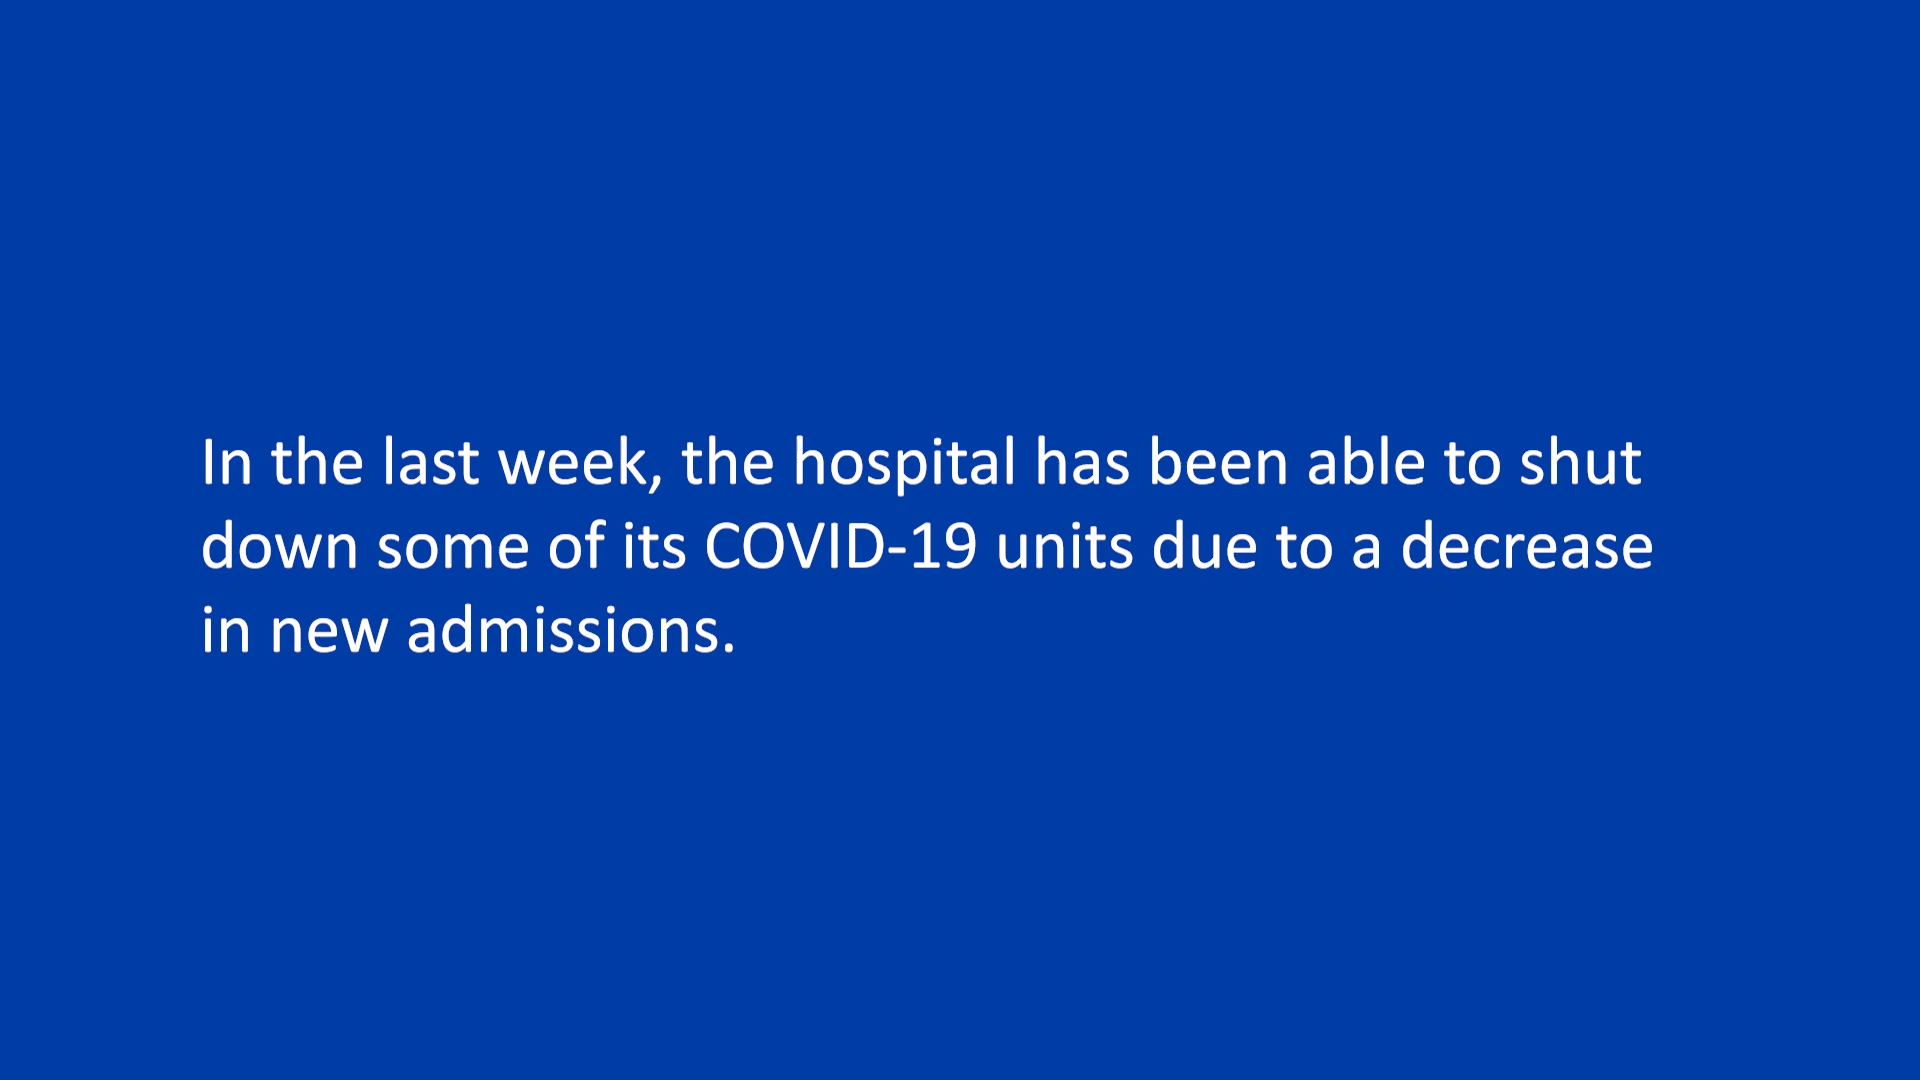 In the last week, the hospital has been able to shut
down some of its COVID-19 units due to a decrease
in new admissions.